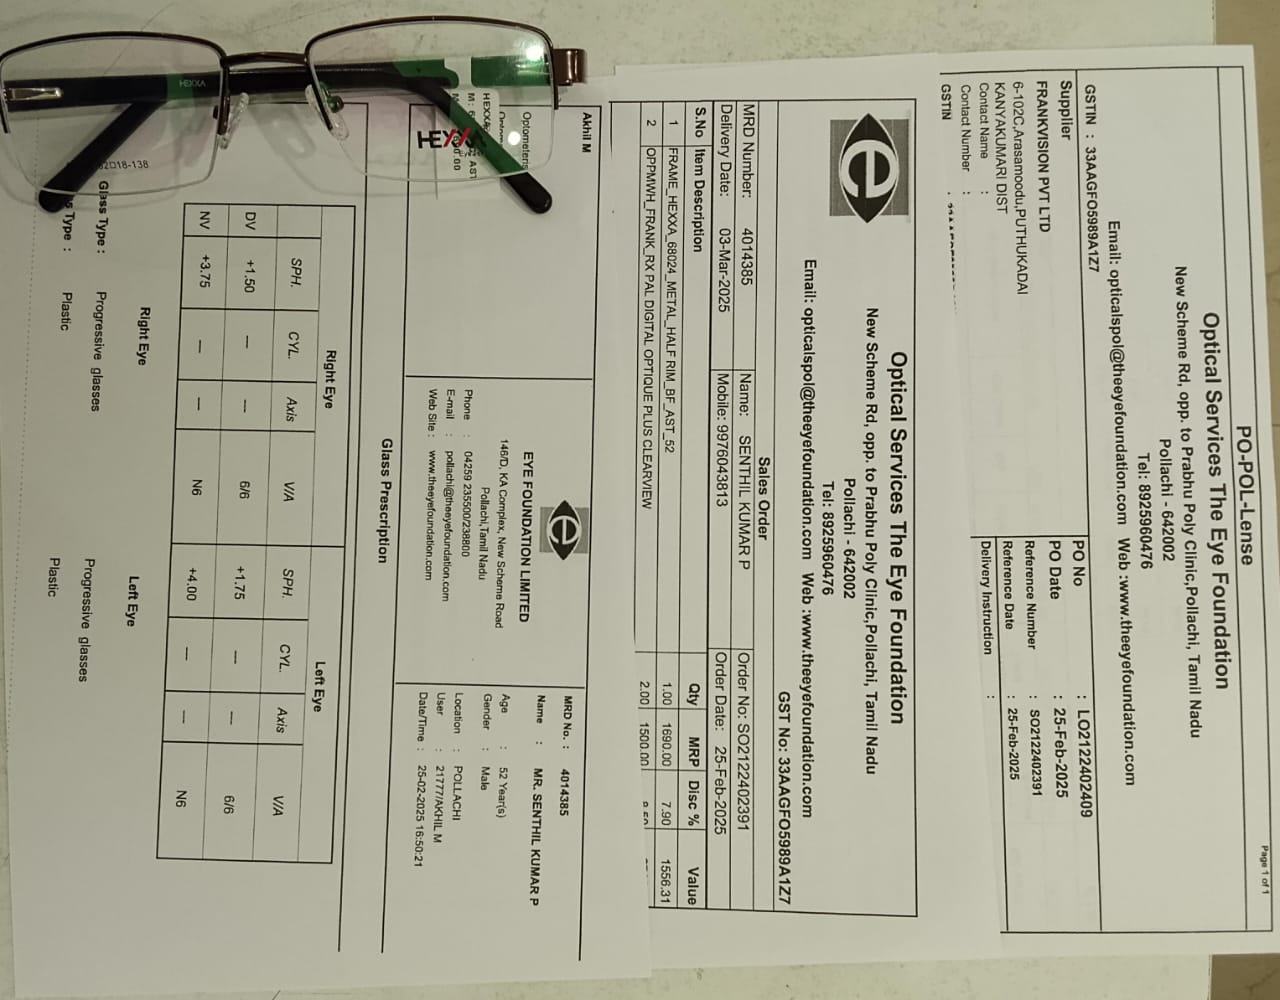 PO-POL-Lense
Optical Services The Eye Foundation
New Scheme Rd, opp. to Prabhu Poly Clinic,Pollachi, Tamil Nadu
Pollachi - 642002
Tel: 8925960476
Email: opticalspol@theeyefoundation.com Web :www.theeyefoundation.com
GSTIN : 33AAGFO5989A1Z7
Supplier
FRANKVISION PVT LTD
6-102C,Arasamoodu,PUTHUKADAI
KANYAKUMARI DIST
Contact Name :
Contact Number :
GSTIN
PO No : LO2122402409
PO Date : 25-Feb-2025
Reference Number : SO2122402391
Reference Date : 25-Feb-2025
Delivery Instruction :
Page 1 of 1
Optical Services The Eye Foundation
New Scheme Rd, opp. to Prabhu Poly Clinic,Pollachi, Tamil Nadu
Pollachi - 642002
Tel: 8925960476
Email: opticalspol@theeyefoundation.com Web :www.theeyefoundation.com
GST No: 33AAGFO5989A1Z7
Sales Order
MRD Number: 4014385 Name: SENTHIL KUMAR P Order No: SO2122402391
Delivery Date: 03-Mar-2025 Mobile: 9976043813 Order Date: 25-Feb-2025
S.No Item Description Qty MRP Disc % Value
1 FRAME_HEXXA_68024_METAL_HALF RIM_BF_AST_52 1.00 1690.00 7.90 1556.31
2 OPPMWH_FRANK_RX PAL DIGITAL OPTIQUE PLUS CLEARVIEW 2.00 1500.00
Akhil M
Optometris
EYE FOUNDATION LIMITED
146/D, KA Complex, New Scheme Road
Pollachi,Tamil Nadu
Phone : 04259 235500/238800
E-mail : pollachi@theeyefoundation.com
Web Site : www.theeyefoundation.com
MRD No. : 4014385
Name : MR. SENTHIL KUMAR P
Age : 52 Year(s)
Gender : Male
Location : POLLACHI
User : 21777/AKHIL M
Date/Time : 25-02-2025 16:50:21
Glass Prescription
Right Eye Left Eye
SPH. CYL. Axis V/A SPH. CYL. Axis V/A
DV +1.50 — — 6/6 +1.75 — — 6/6
NV +3.75 — — N6 +4.00 — — N6
Right Eye Left Eye
Glass Type : Progressive glasses Progressive glasses
Type : Plastic Plastic
HEXXA
HEXXA
52□18-138